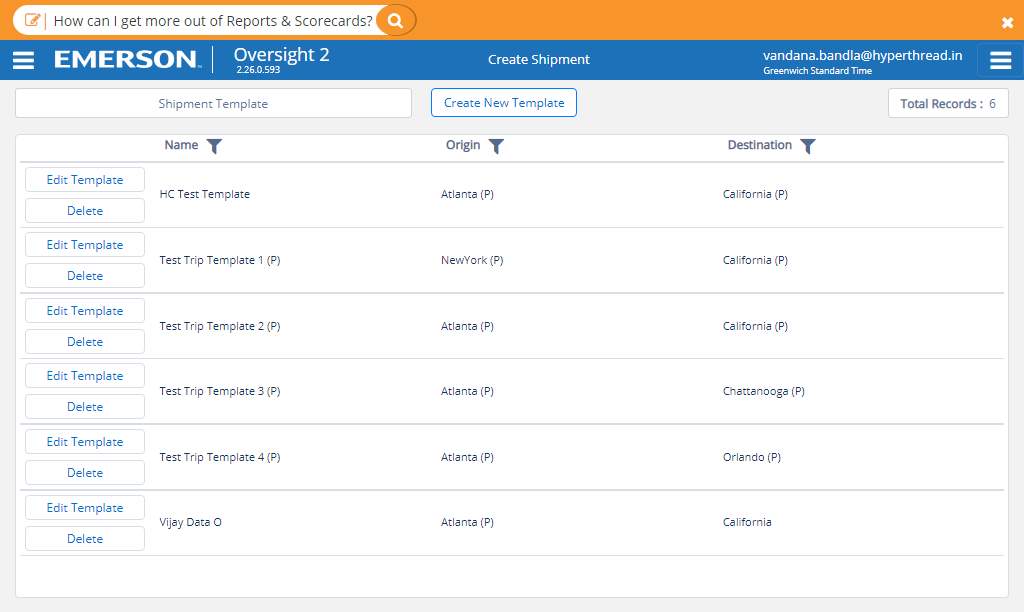 How can I get more out of Reports & Scorecards?
EMERSON™
Oversight 2
2.26.0.593
Create Shipment
vandana.bandla@hyperthread.in
Greenwich Standard Time
Shipment Template
Create New Template
Total Records : 6
Name Origin Destination
Edit Template
Delete
HC Test Template Atlanta (P) California (P)
Edit Template
Delete
Test Trip Template 1 (P) NewYork (P) California (P)
Edit Template
Delete
Test Trip Template 2 (P) Atlanta (P) California (P)
Edit Template
Delete
Test Trip Template 3 (P) Atlanta (P) Chattanooga (P)
Edit Template
Delete
Test Trip Template 4 (P) Atlanta (P) Orlando (P)
Edit Template
Delete
Vijay Data O Atlanta (P) California